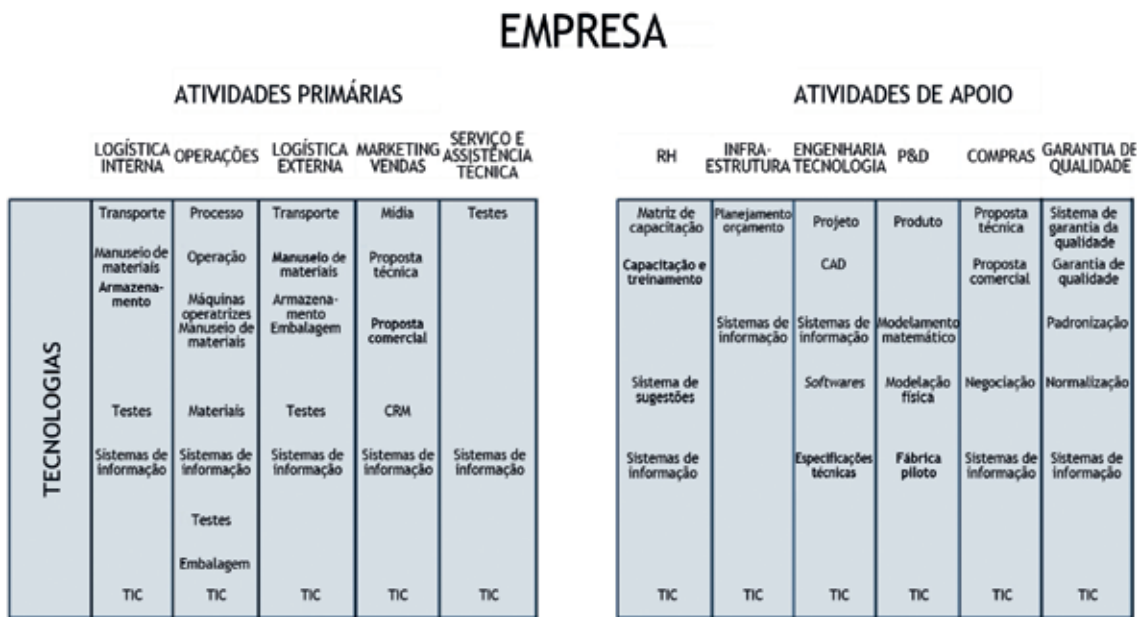 EMPRESA
ATIVIDADES PRIMÁRIAS
LOGÍSTICA
INTERNA
OPERAÇÕES
LOGÍSTICA
EXTERNA
MARKETING
VENDAS
SERVIÇO E
ASSISTÊNCIA
TÉCNICA
TECNOLOGIAS
Transporte
Manuseio de
materiais
Armazena-
mento
Testes
Sistemas de
informação
TIC
Processo
Operação
Máquinas
operatrizes
Manuseio de
materiais
Materiais
Sistemas de
informação
Testes
Embalagem
TIC
Transporte
Manuseio de
materiais
Armazena-
mento
Embalagem
Testes
Sistemas de
informação
TIC
Mídia
Proposta
técnica
Proposta
comercial
CRM
Sistemas de
informação
TIC
Testes
Sistemas de
informação
TIC
ATIVIDADES DE APOIO
RH
INFRA-
ESTRUTURA
ENGENHARIA
TECNOLOGIA
P&D
COMPRAS
GARANTIA DE
QUALIDADE
Matriz de
capacitação
Capacitação e
treinamento
Sistema de
sugestões
Sistemas de
informação
TIC
Planejamento
orçamento
Sistemas de
informação
TIC
Projeto
CAD
Sistemas de
informação
Softwares
Especificações
técnicas
TIC
Produto
Modelamento
matemático
Modelação
física
Fábrica
piloto
TIC
Proposta
técnica
Proposta
comercial
Negociação
Sistemas de
informação
TIC
Sistema de
garantia da
qualidade
Garantia de
qualidade
Padronização
Normalização
Sistemas de
informação
TIC